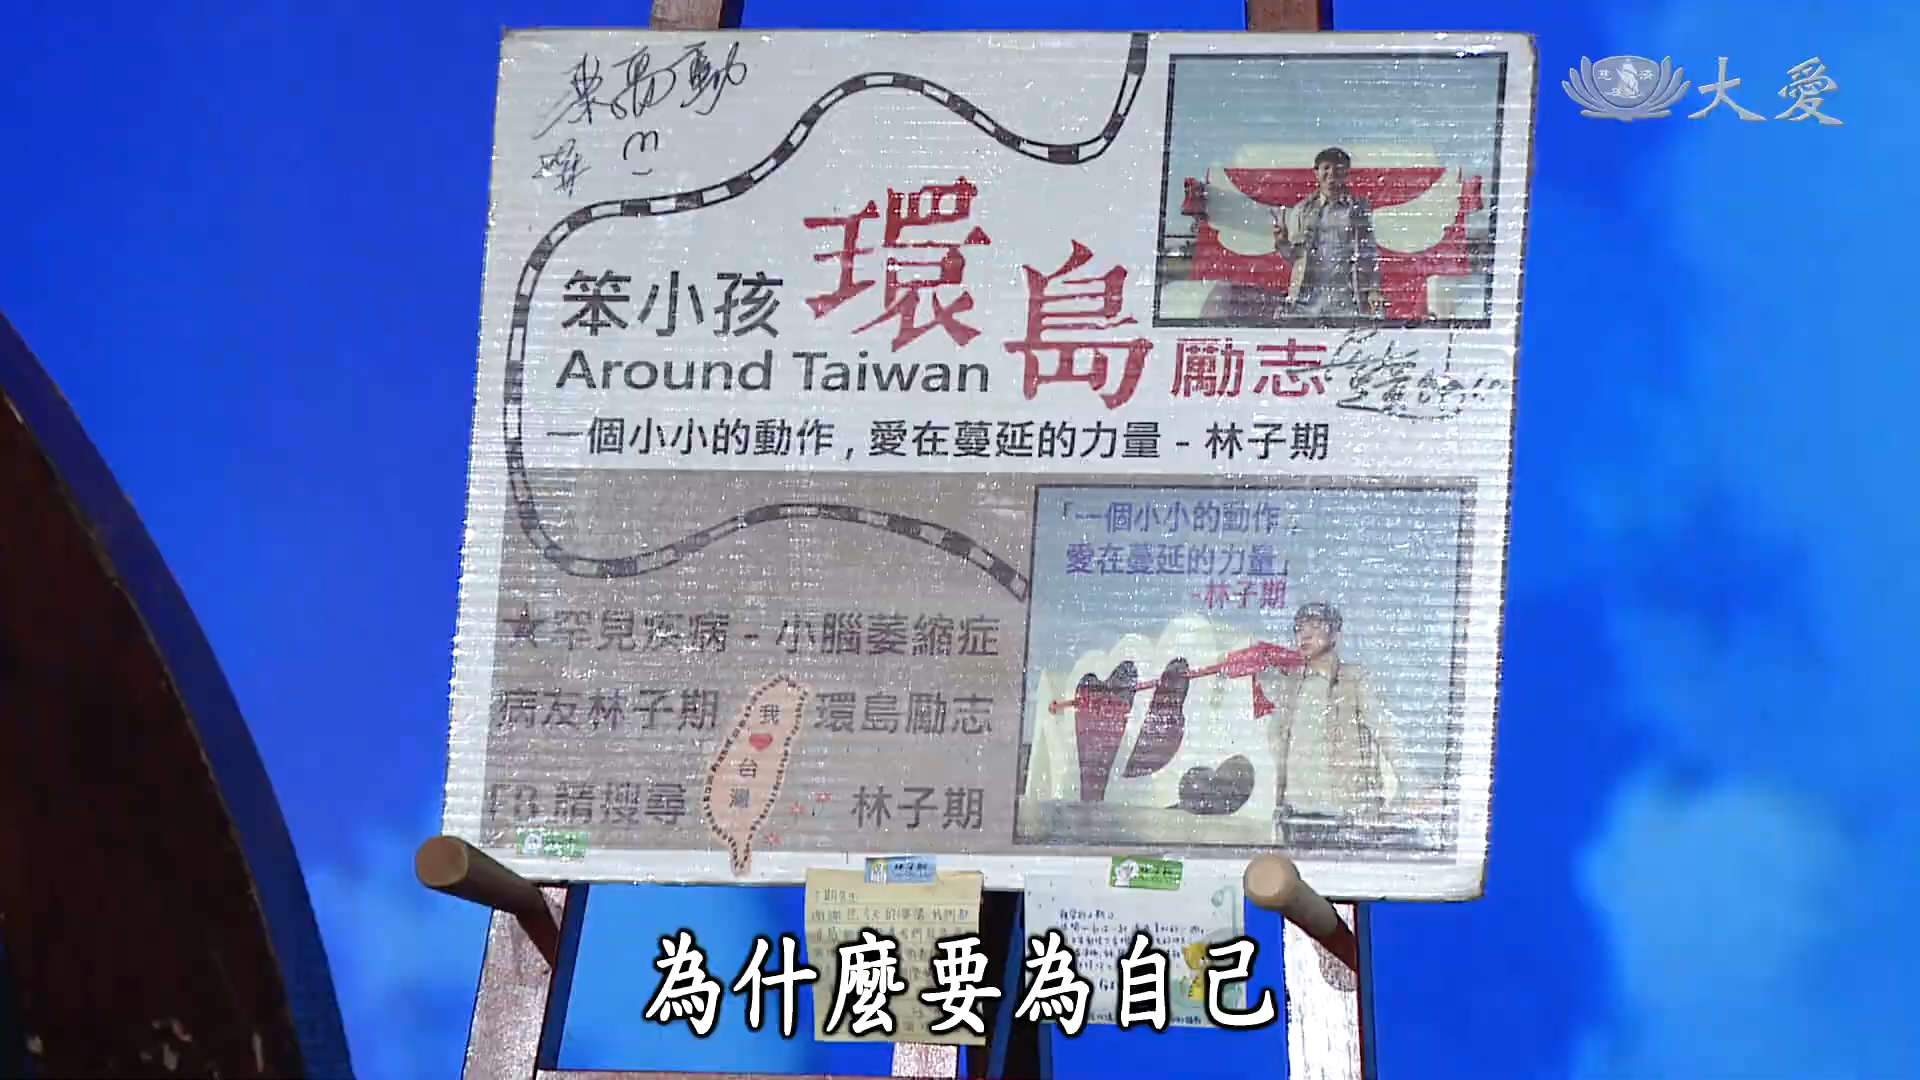 大愛
笨小孩
環島
Around Taiwan
勵志
一個小小的動作,愛在蔓延的力量-林子期
「一個小小的動作,
愛在蔓延的力量」
-林子期
★罕見疾病-小腦萎縮症
病友林子期 環島勵志
我
台
灣
FB請搜尋 林子期
為什麼要為自己